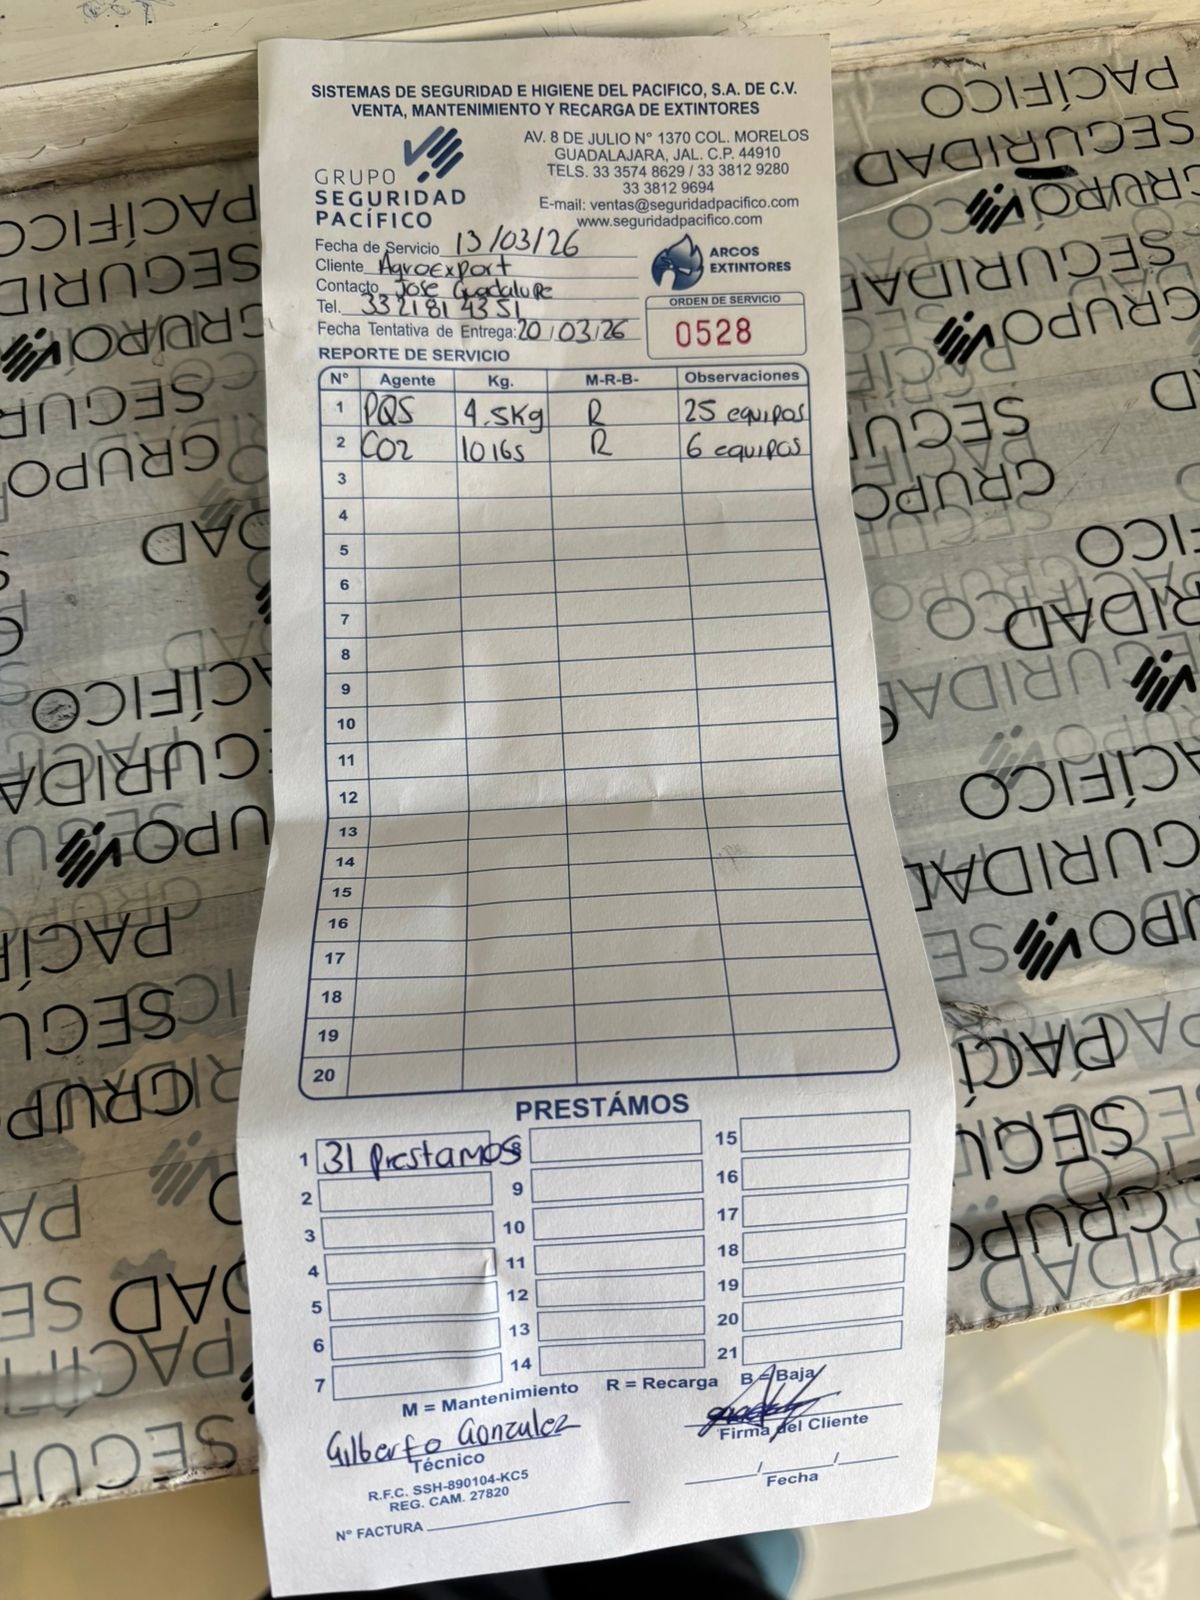 SISTEMAS DE SEGURIDAD E HIGIENE DEL PACIFICO, S.A. DE C.V.
VENTA, MANTENIMIENTO Y RECARGA DE EXTINTORES
GRUPO
SEGURIDAD
PACÍFICO
AV. 8 DE JULIO N° 1370 COL. MORELOS
GUADALAJARA, JAL. C.P. 44910
TELS. 33 3574 8629 / 33 3812 9280
33 3812 9694
E-mail: ventas@seguridadpacifico.com
www.seguridadpacifico.com
Fecha de Servicio 13/03/26
Cliente Agroexport
Contacto Jose Guadalupe
Tel. 33 2181 4351
Fecha Tentativa de Entrega: 20/03/26
ARCOS
EXTINTORES
ORDEN DE SERVICIO
0528
REPORTE DE SERVICIO
N° Agente Kg. M-R-B- Observaciones
1 PQS 4.5Kg R 25 equipos
2 CO2 10 lbs R 6 equipos
3
4
5
6
7
8
9
10
11
12
13
14
15
16
17
18
19
20
PRESTÁMOS
1 31 prestamos 15
2 9 16
3 10 17
4 11 18
5 12 19
6 13 20
7 14 21
M = Mantenimiento R = Recarga B = Baja
Gilberto Gonzalez
Técnico
Firma del Cliente
R.F.C. SSH-890104-KC5
REG. CAM. 27820
Fecha
N° FACTURA